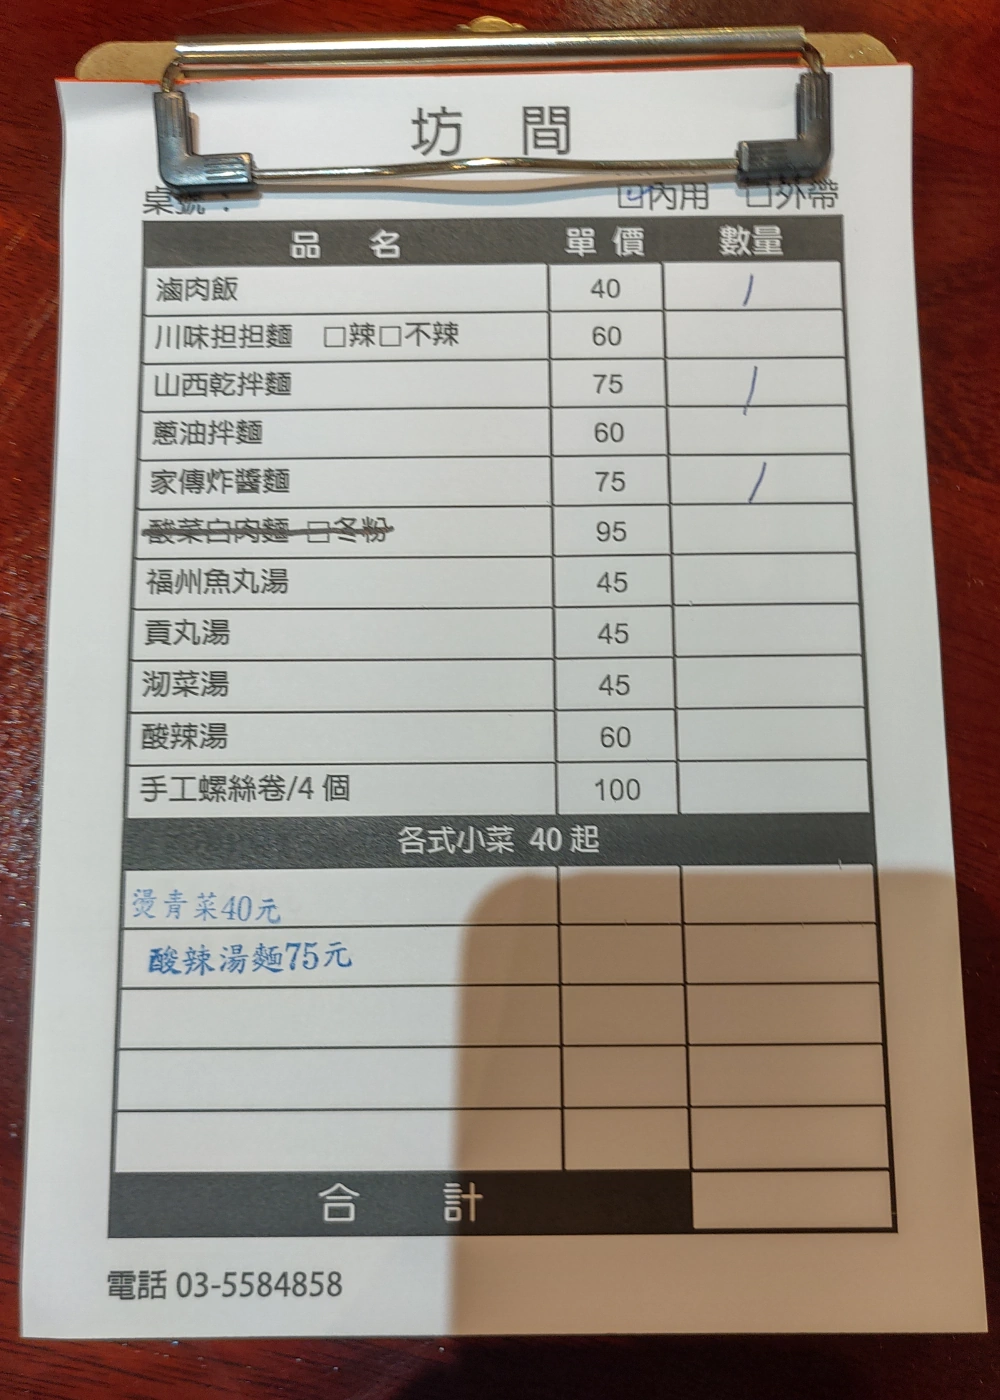 坊 間
桌號： ☑內用 □外帶
品 名 單 價 數量
滷肉飯 40 /
川味担担麵 □辣□不辣 60
山西乾拌麵 75 /
蔥油拌麵 60
家傳炸醬麵 75 /
酸菜白肉麵 □冬粉 95
福州魚丸湯 45
貢丸湯 45
沏菜湯 45
酸辣湯 60
手工螺絲卷/4 個 100
各式小菜 40 起
燙青菜40元
酸辣湯麵75元
合 計
電話 03-5584858